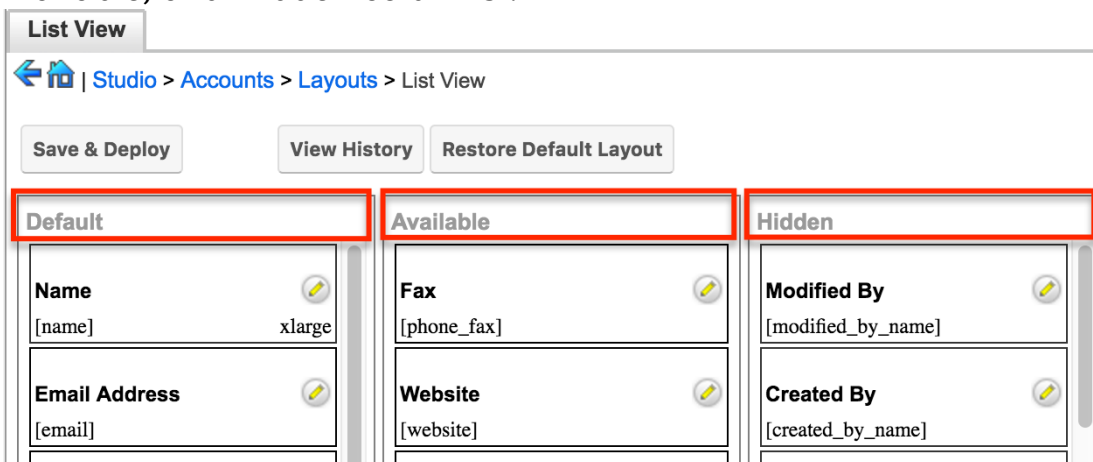 List View
| Studio > Accounts > Layouts > List View
Save & Deploy View History Restore Default Layout
Default Available Hidden
Name Fax Modified By
[name] xlarge [phone_fax] [modified_by_name]
Email Address Website Created By
[email] [website] [created_by_name]